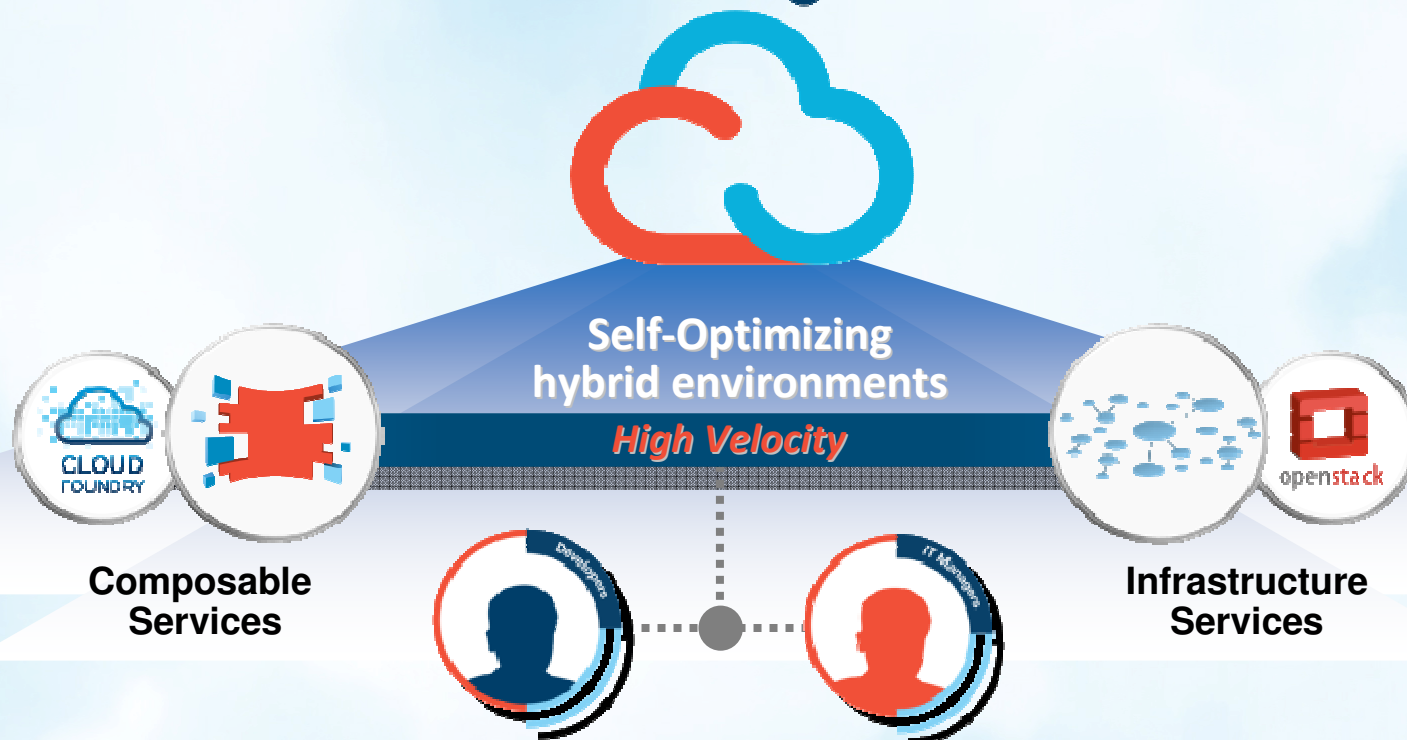 Self-Optimizing
hybrid environments
High Velocity
CLOUD
FOUNDRY
openstack
Composable
Services
Developers
IT Managers
Infrastructure
Services